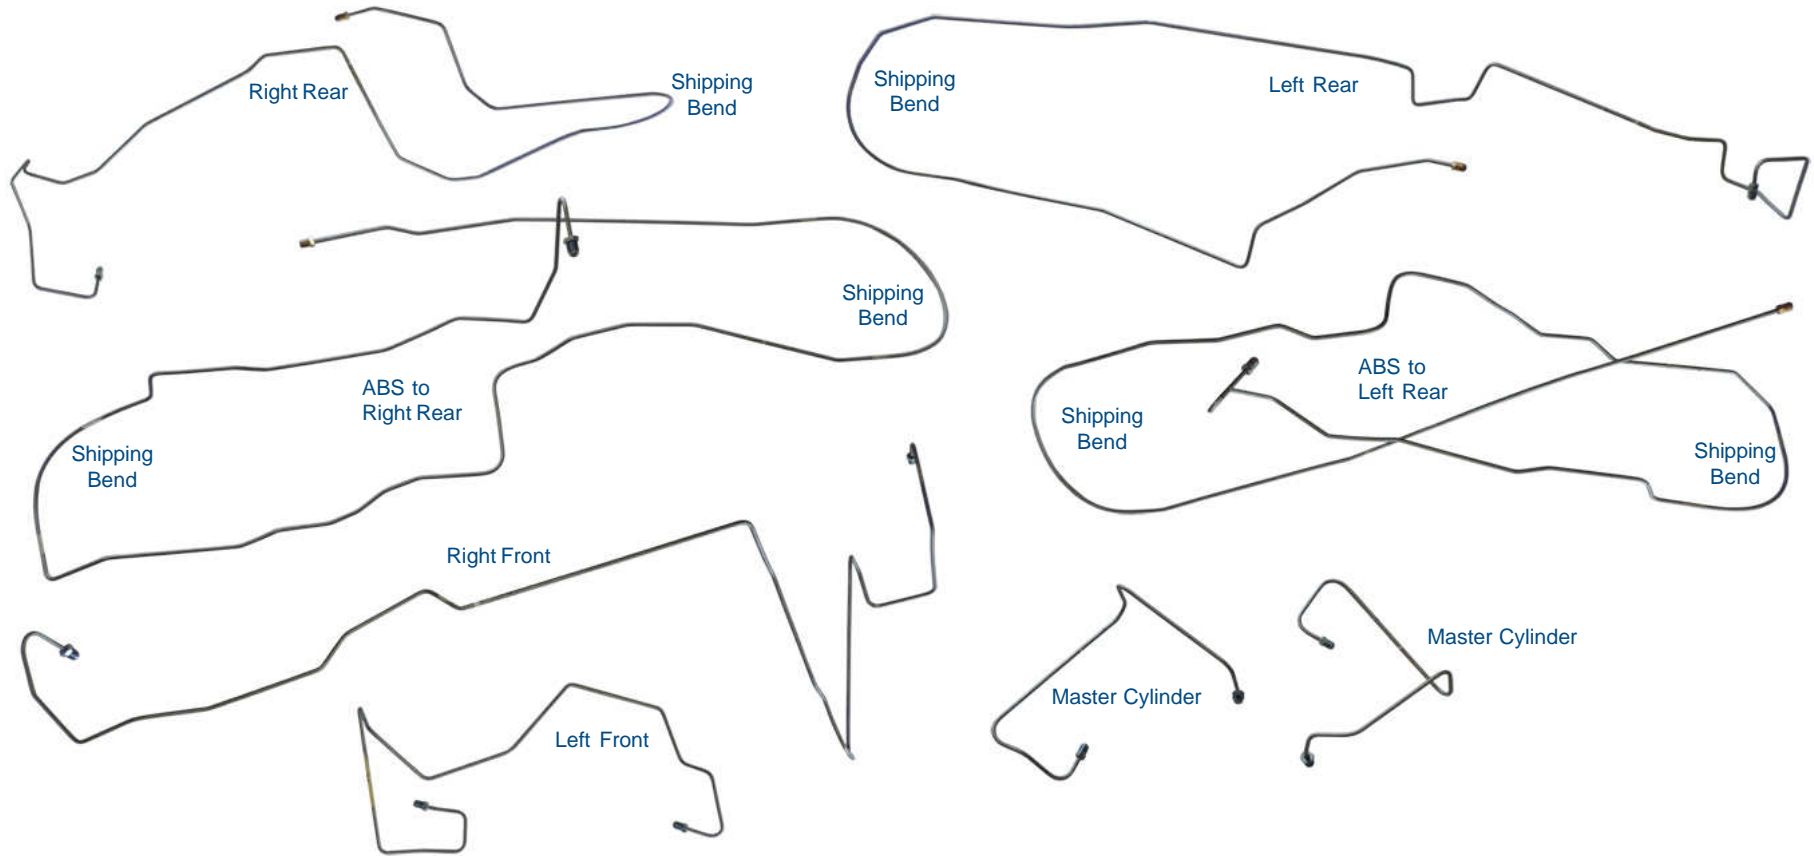 Right Rear
Shipping
Bend
Shipping
Bend
Left Rear
Shipping
Bend
ABS to
Right Rear
Shipping
Bend
ABS to
Left Rear
Shipping
Bend
Shipping
Bend
Right Front
Left Front
Master Cylinder
Master Cylinder